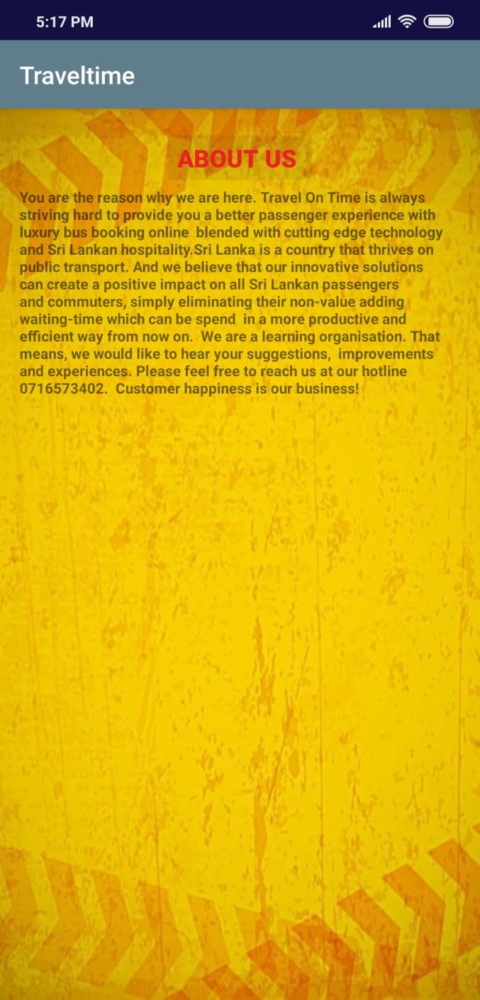 5:17 PM
Traveltime
ABOUT US
You are the reason why we are here. Travel On Time is always
striving hard to provide you a better passenger experience with
luxury bus booking online  blended with cutting edge technology
and Sri Lankan hospitality.Sri Lanka is a country that thrives on
public transport. And we believe that our innovative solutions
can create a positive impact on all Sri Lankan passengers
and commuters, simply eliminating their non-value adding
waiting-time which can be spend  in a more productive and
efficient way from now on.  We are a learning organisation. That
means, we would like to hear your suggestions,  improvements
and experiences. Please feel free to reach us at our hotline
0716573402.  Customer happiness is our business!